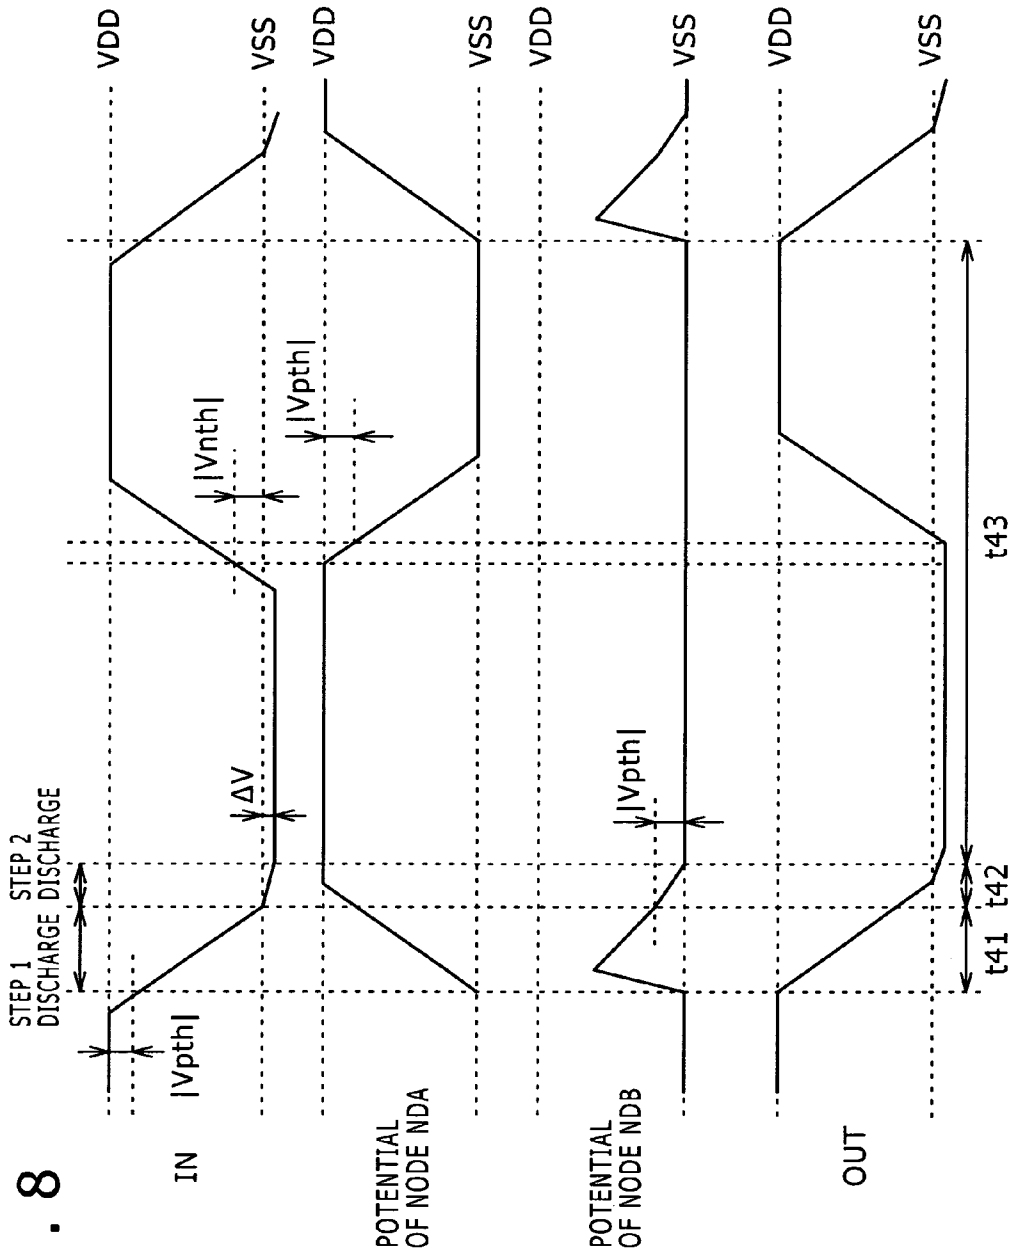 . 8
STEP 1
DISCHARGE
STEP 2
DISCHARGE
IN
|Vpth|
ΔV
|Vnth|
VDD
VSS
POTENTIAL
OF NODE NDA
|Vpth|
VDD
VSS
POTENTIAL
OF NODE NDB
|Vpth|
VDD
VSS
OUT
VDD
VSS
t41
t42
t43